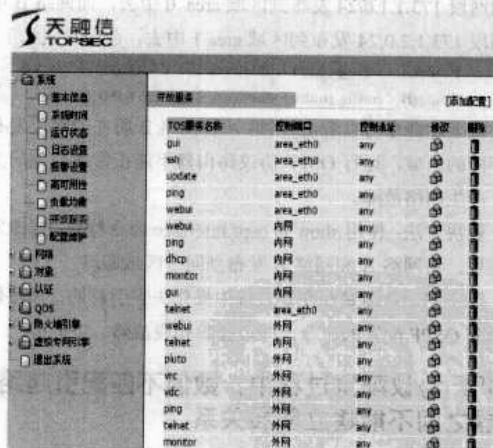 天融信
TOPSEC
系统
基本信息
系统时间
运行状态
日志设置
报警设置
高可用性
负载均衡
开放服务
配置维护
网络
对象
认证
QOS
防火墙引擎
虚拟专网引擎
退出系统
开放服务 [添加配置]
TOS服务名称 控制端口 控制地址 修改 删除
gui area_eth0 any
ssh area_eth0 any
update area_eth0 any
ping area_eth0 any
webui area_eth0 any
webui 内网 any
ping 内网 any
dhcp 内网 any
monitor 内网 any
gui 内网 any
telnet area_eth0 any
webui 外网 any
telnet 内网 any
pluto 外网 any
vrc 外网 any
vdc 外网 any
ping 外网 any
telnet 外网 any
monitor 外网 any